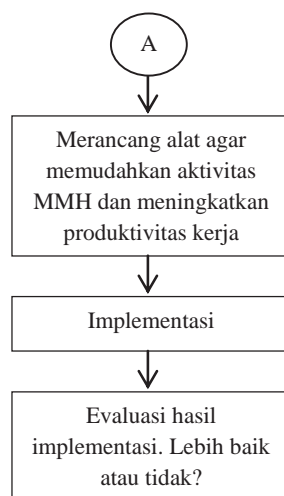 A
Merancang alat agar
memudahkan aktivitas
MMH dan meningkatkan
produktivitas kerja
Implementasi
Evaluasi hasil
implementasi. Lebih baik
atau tidak?